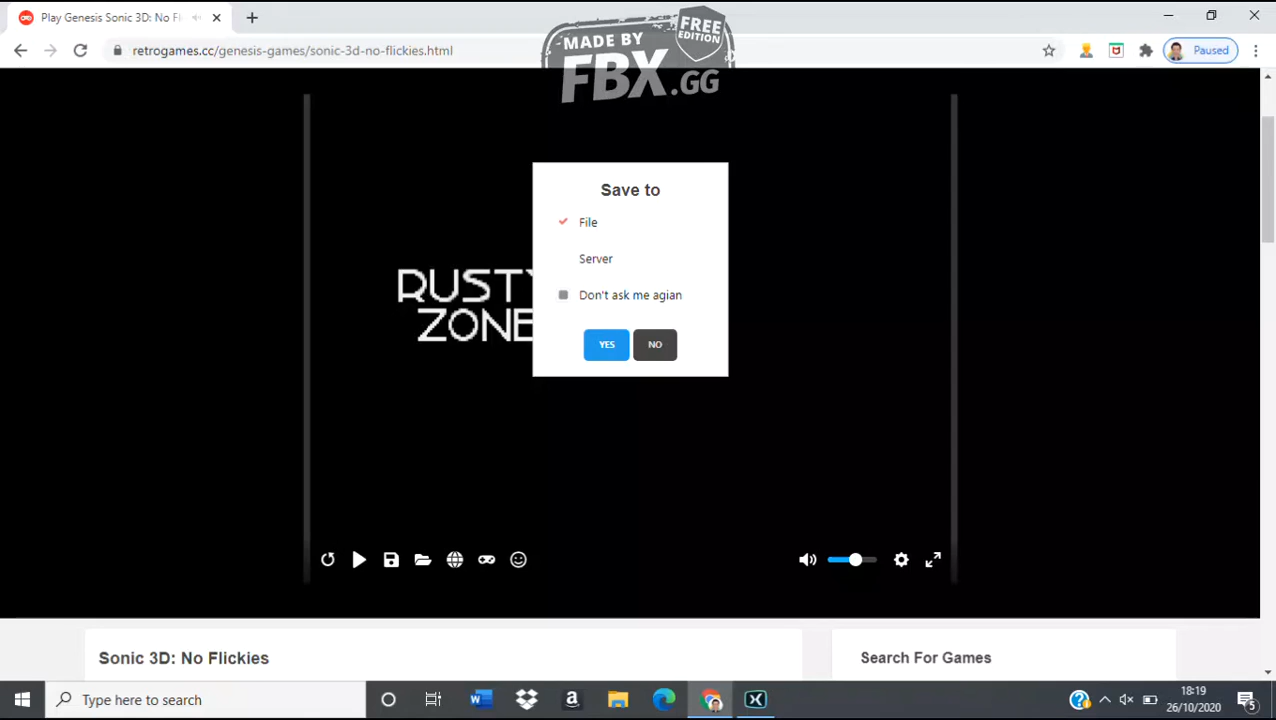 Play Genesis Sonic 3D: No Fl
MADE BY
FREE
EDITION
FBX.GG
retrogames.cc/genesis-games/sonic-3d-no-flickies.html
Paused
Save to
File
Server
Don't ask me agian
YES
NO
RUSTY
ZONE
Sonic 3D: No Flickies
Search For Games
Type here to search
18:19
26/10/2020
5